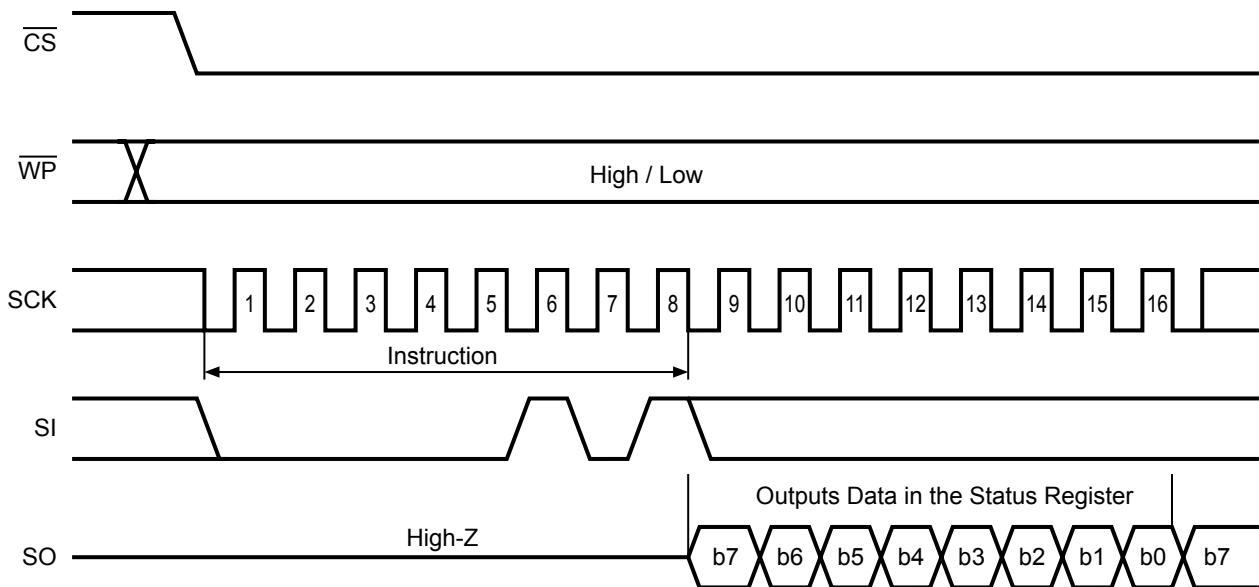 CS
WP
High / Low
SCK
1 2 3 4 5 6 7 8 9 10 11 12 13 14 15 16
Instruction
SI
Outputs Data in the Status Register
High-Z
SO
b7 b6 b5 b4 b3 b2 b1 b0 b7